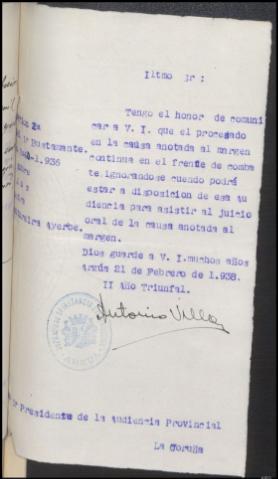 Iltmo Sr:
Tengo el honor de comuni
car a V. I. que el procesado
en la causa anotada al margen
continua en el frente de comba
te.ignorandose cuando podrá
estar a disposicion de esa au
diencia para asistir al juicio
oral de la causa anotada al
margen.
Dios guarde a V. I.muchos años
21 de Febrero de 1.938.
II Año Triunfal.
Antonio Villa
2ª
Bustamante.
1.936
Ayerbe.
Presidente de la Audiencia Provincial
La Coruña